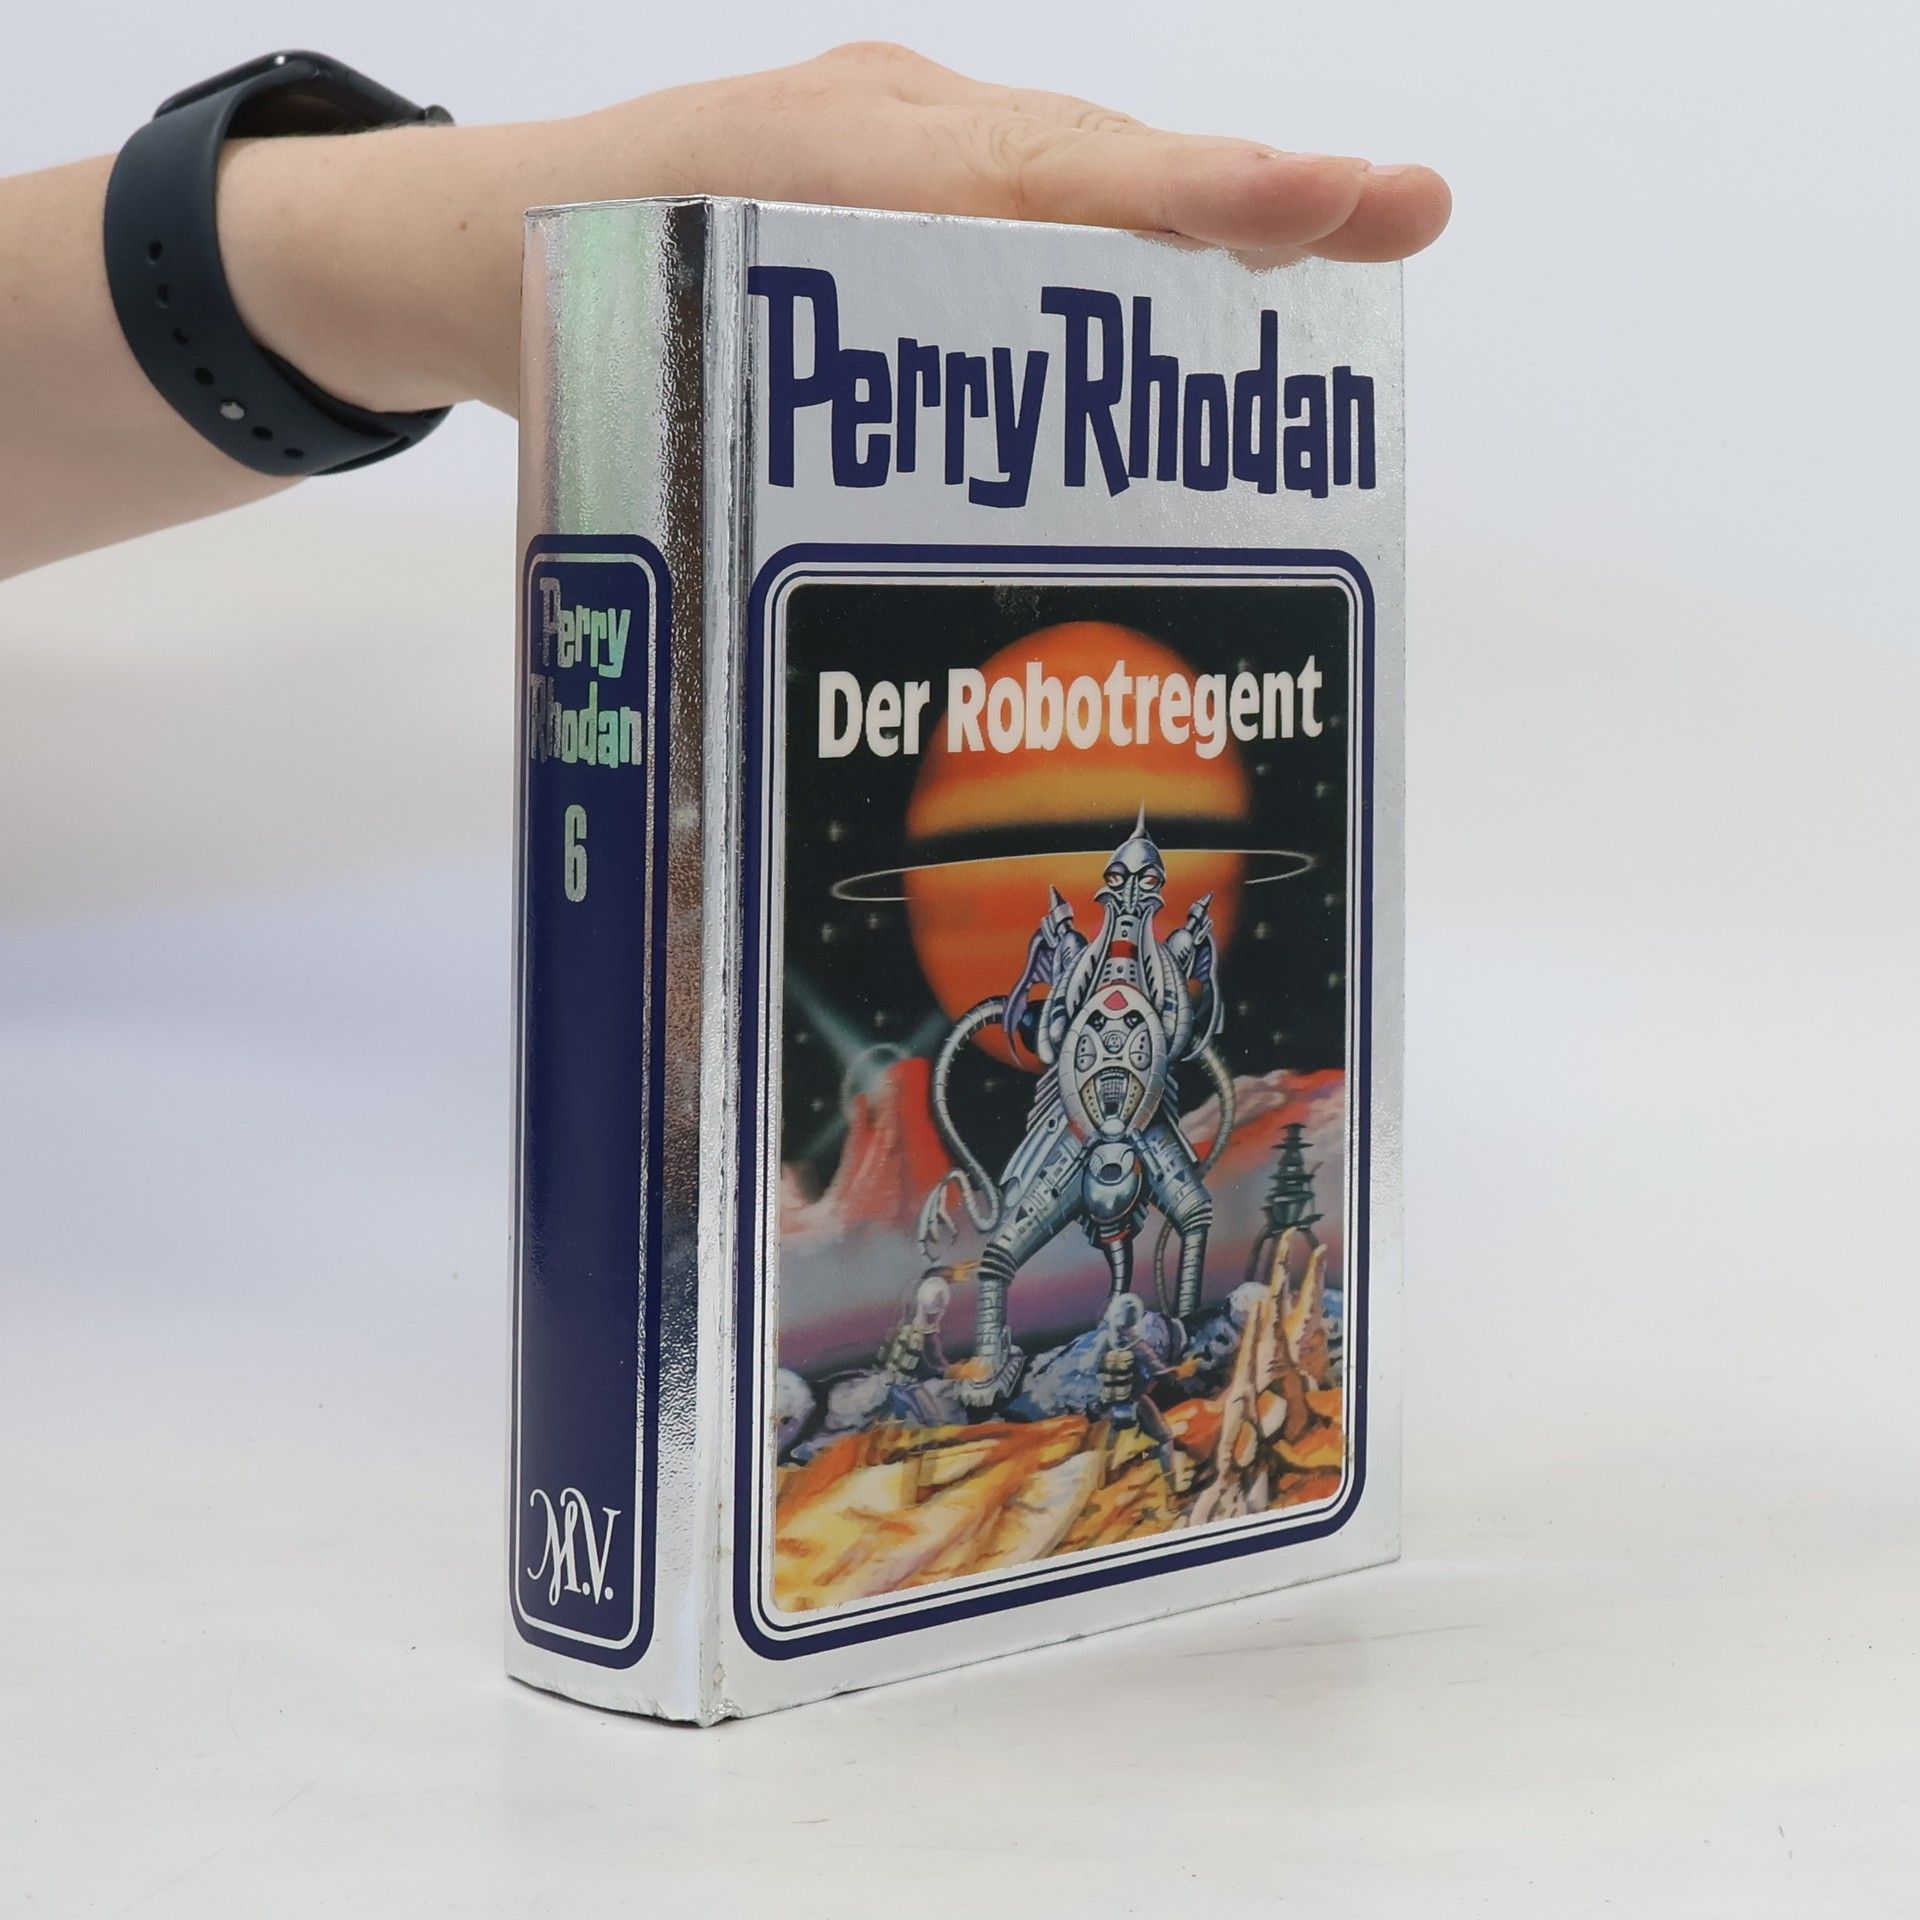 Perry Rhodan
Der Robotregent
Perry
Rhodan
6
M.V.